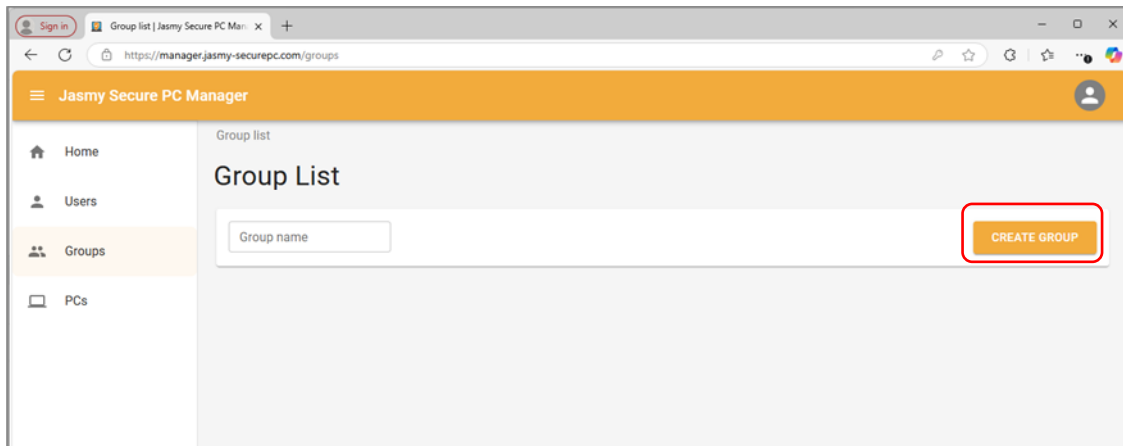 Sign in
Group list | Jasmy Secure PC Man
https://manager.jasmy-securepc.com/groups
Jasmy Secure PC Manager
Group list
Home
Group List
Users
Group name
CREATE GROUP
Groups
PCs